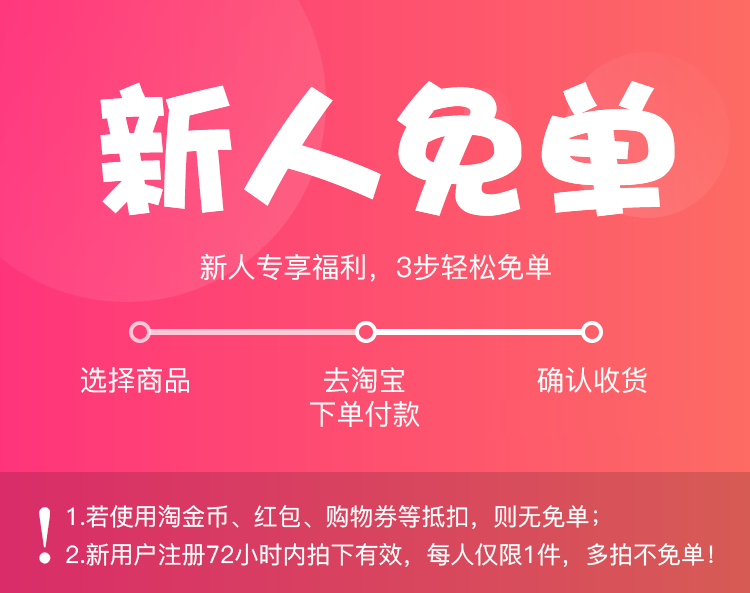 新人免单
新人专享福利，3步轻松免单
选择商品
去淘宝
下单付款
确认收货
!
1.若使用淘金币、红包、购物券等抵扣，则无免单；
2.新用户注册72小时内拍下有效，每人仅限1件，多拍不免单！